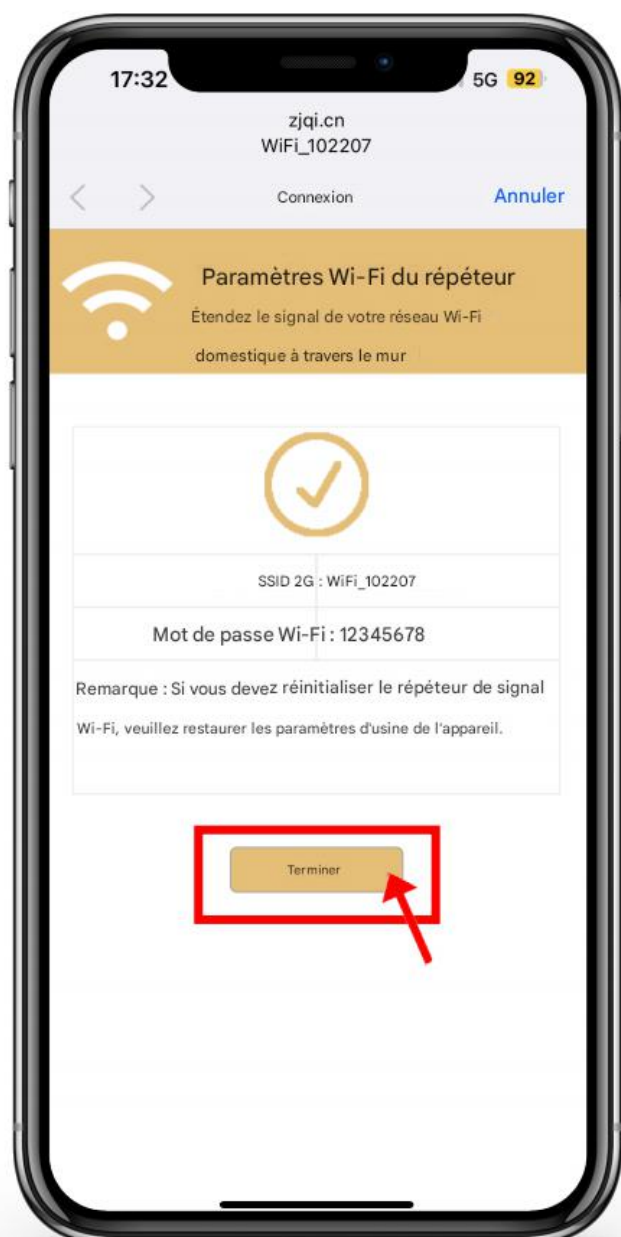 17:32 5G 92
zjqi.cn
WiFi_102207
Connexion Annuler
Paramètres Wi-Fi du répéteur
Étendez le signal de votre réseau Wi-Fi
domestique à travers le mur
SSID 2G : WiFi_102207
Mot de passe Wi-Fi : 12345678
Remarque : Si vous devez réinitialiser le répéteur de signal
Wi-Fi, veuillez restaurer les paramètres d'usine de l'appareil.
Terminer